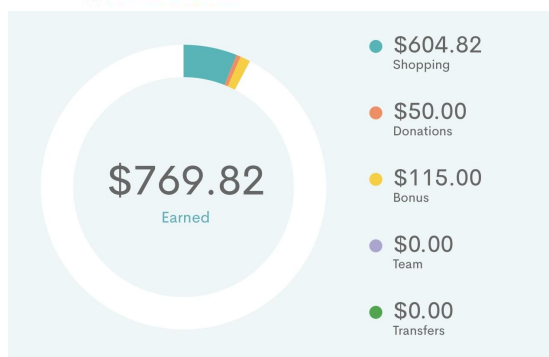 $769.82
Earned
$604.82
Shopping
$50.00
Donations
$115.00
Bonus
$0.00
Team
$0.00
Transfers